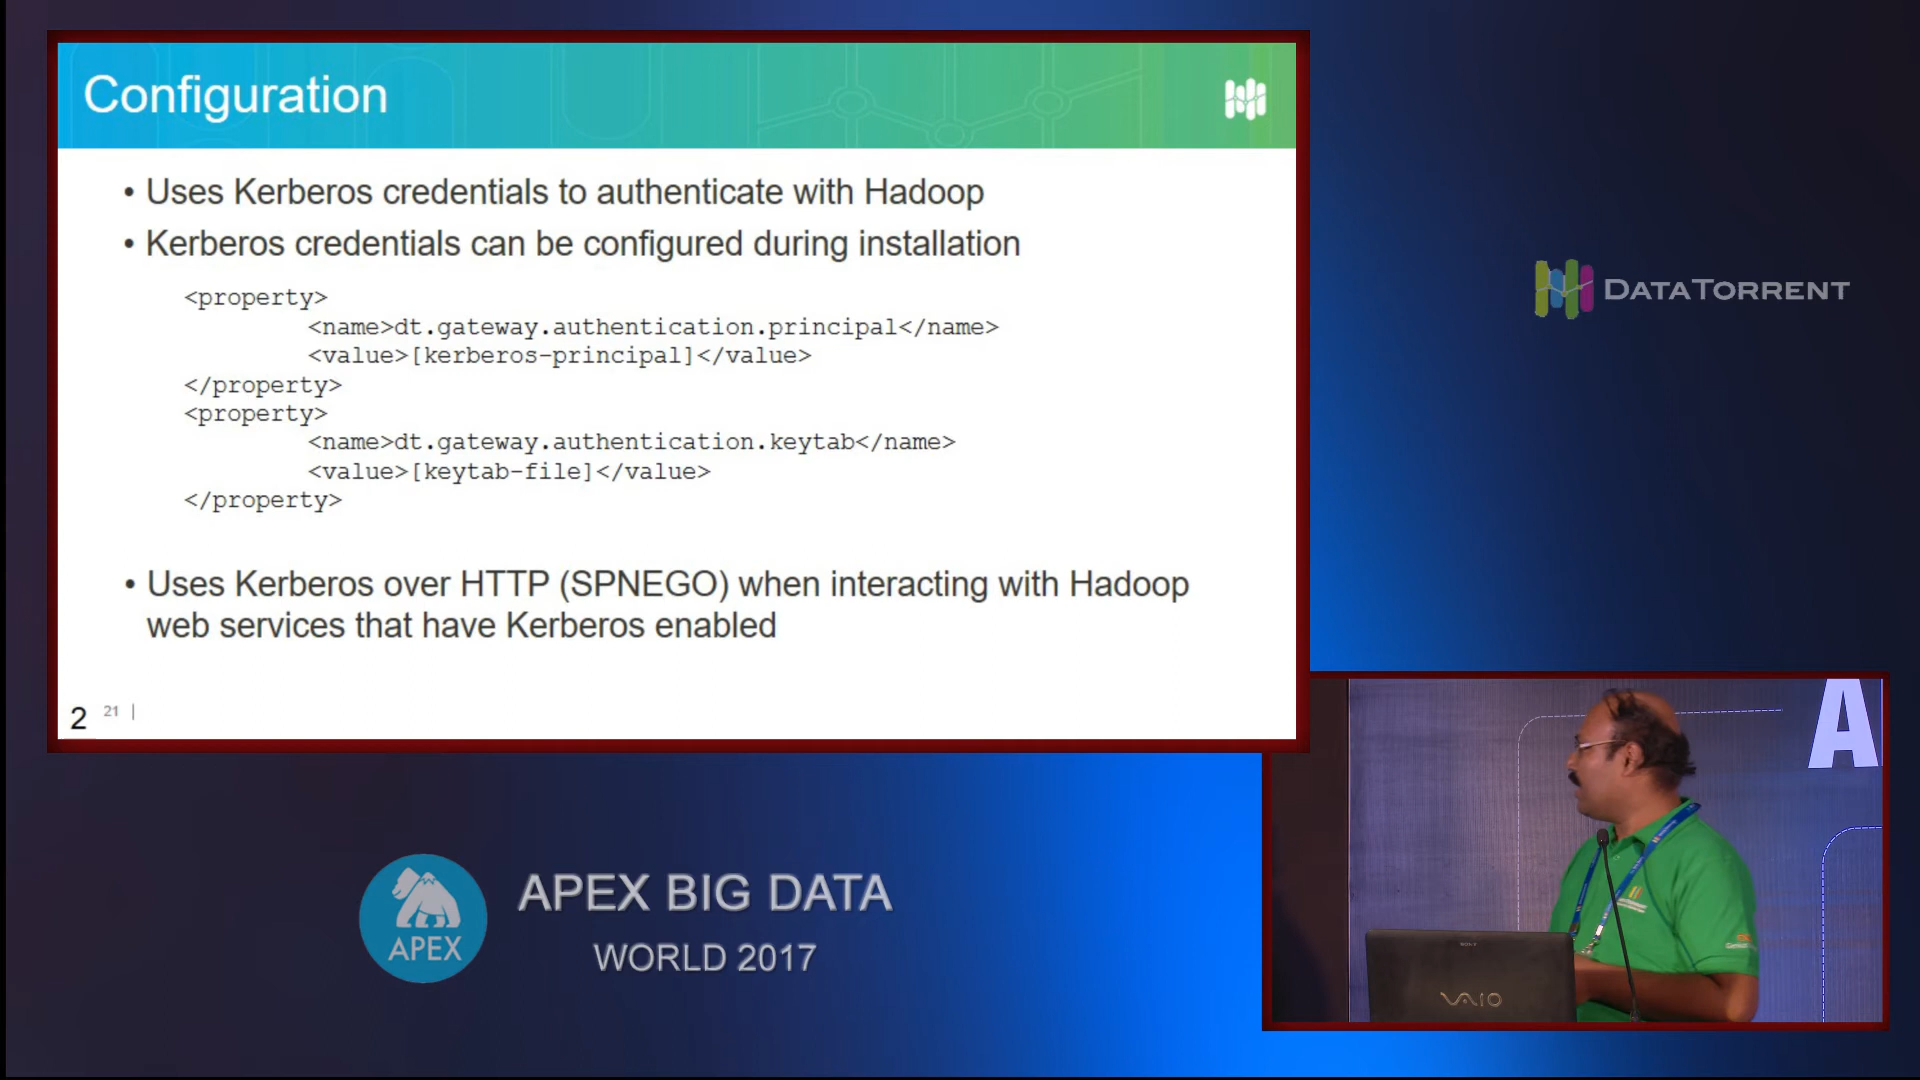 Configuration
• Uses Kerberos credentials to authenticate with Hadoop
• Kerberos credentials can be configured during installation
<property>
<name>dt.gateway.authentication.principal</name>
<value>[kerberos-principal]</value>
</property>
<property>
<name>dt.gateway.authentication.keytab</name>
<value>[keytab-file]</value>
</property>
• Uses Kerberos over HTTP (SPNEGO) when interacting with Hadoop
web services that have Kerberos enabled
2 21 |
DATATORRENT
A
SONY
VAIO
APEX
APEX BIG DATA
WORLD 2017